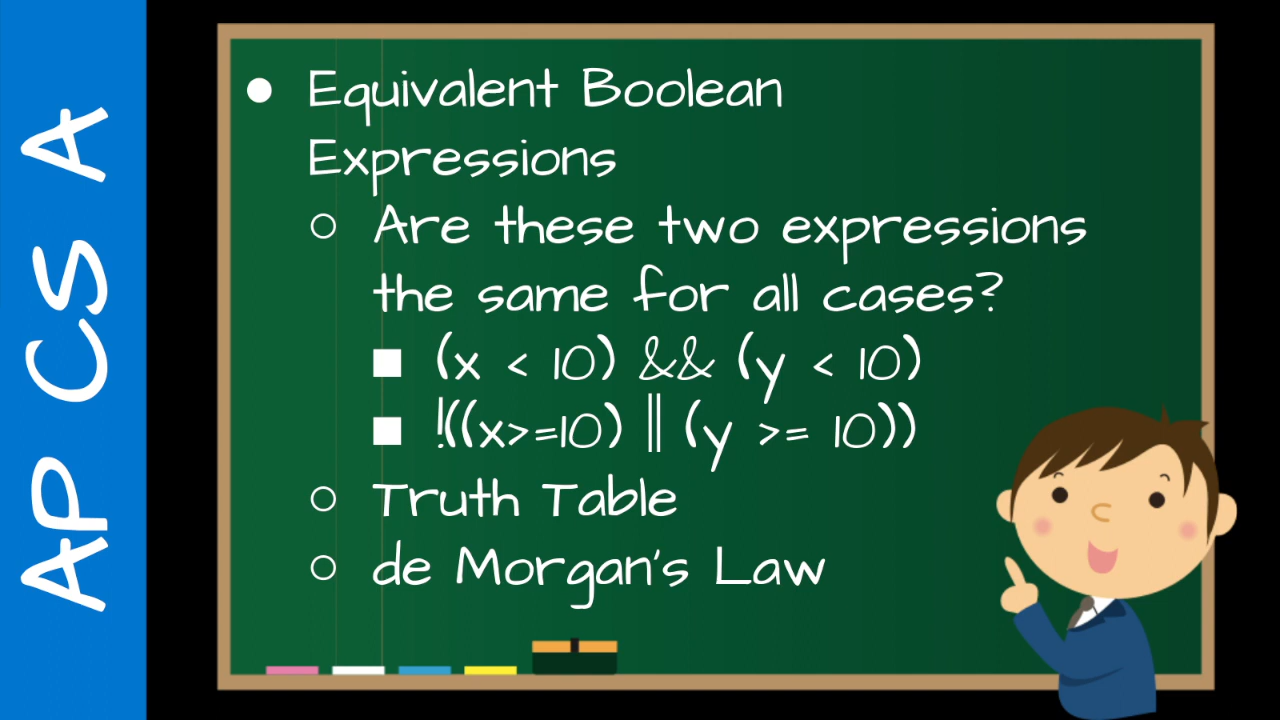 AP CS A
● Equivalent Boolean
Expressions
○ Are these two expressions
the same for all cases?
■ (x < 10) && (y < 10)
■ !((x>=10) || (y >= 10))
○ Truth Table
○ de Morgan's Law